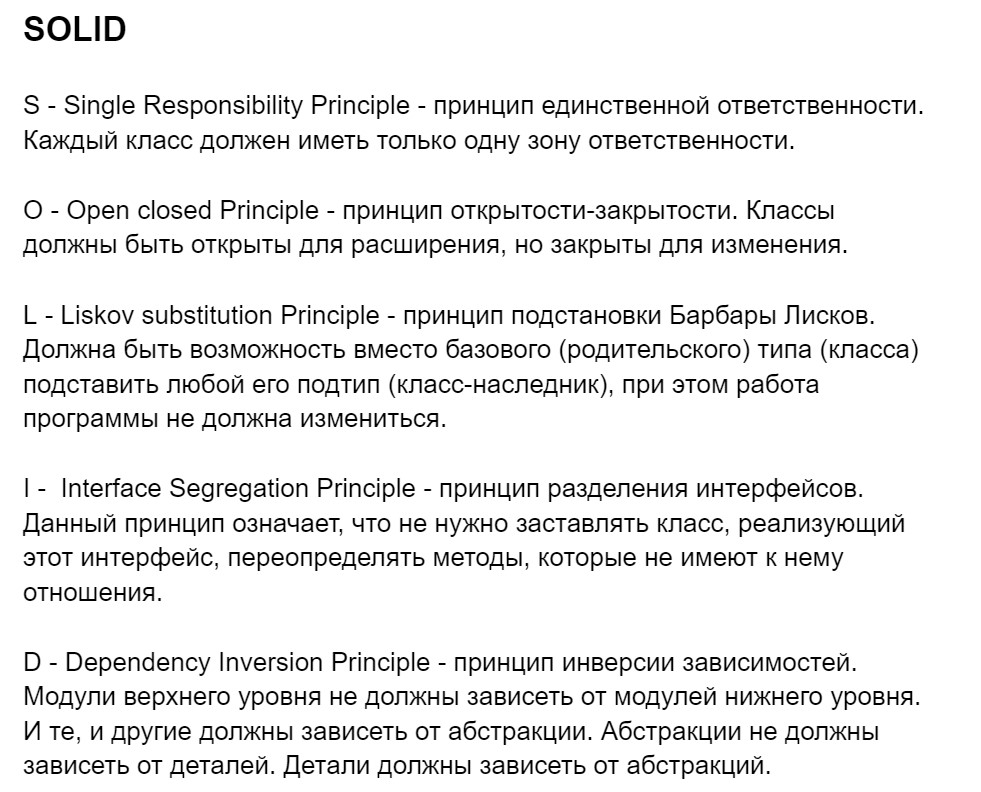 SOLID
S - Single Responsibility Principle - принцип единственной ответственности.
Каждый класс должен иметь только одну зону ответственности.
O - Open closed Principle - принцип открытости-закрытости. Классы
должны быть открыты для расширения, но закрыты для изменения.
L - Liskov substitution Principle - принцип подстановки Барбары Лисков.
Должна быть возможность вместо базового (родительского) типа (класса)
подставить любой его подтип (класс-наследник), при этом работа
программы не должна измениться.
I -  Interface Segregation Principle - принцип разделения интерфейсов.
Данный принцип означает, что не нужно заставлять класс, реализующий
этот интерфейс, переопределять методы, которые не имеют к нему
отношения.
D - Dependency Inversion Principle - принцип инверсии зависимостей.
Модули верхнего уровня не должны зависеть от модулей нижнего уровня.
И те, и другие должны зависеть от абстракции. Абстракции не должны
зависеть от деталей. Детали должны зависеть от абстракций.